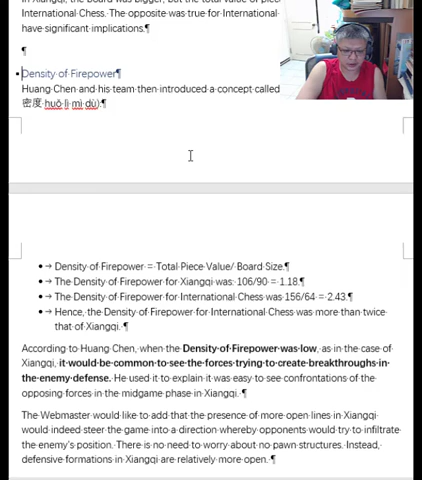 In Xiangqi, the board was bigger, but the total value of
International Chess. The opposite was true for International
have significant implications.
Density of Firepower
Huang Chen and his team then introduced a concept called
密度 huǒ lì mì dù).
Density of Firepower = Total Piece Value/ Board Size.
The Density of Firepower for Xiangqi was: 106/90 = 1.18.
The Density of Firepower for International Chess was 156/64 = 2.43.
Hence, the Density of Firepower for International Chess was more than twice
that of Xiangqi.
According to Huang Chen, when the Density of Firepower was low, as in the case of
Xiangqi, it would be common to see the forces trying to create breakthroughs in
the enemy defense. He used it to explain it was easy to see confrontations of the
opposing forces in the midgame phase in Xiangqi.
The Webmaster would like to add that the presence of more open lines in Xiangqi
would indeed steer the game into a direction whereby opponents would try to infiltrate
the enemy's position. There is no need to worry about no pawn structures. Instead,
defensive formations in Xiangqi are relatively more open.